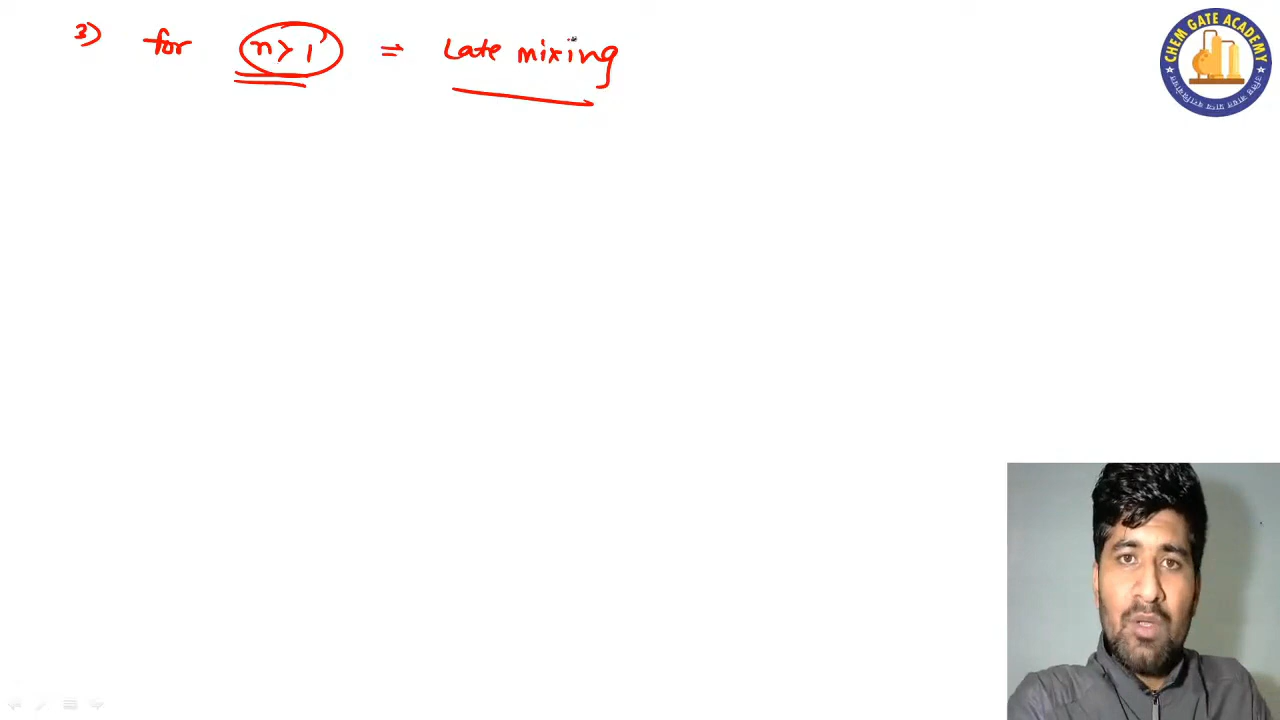 3) for n > 1 = Late mixing
CHEM GATE ACADEMY